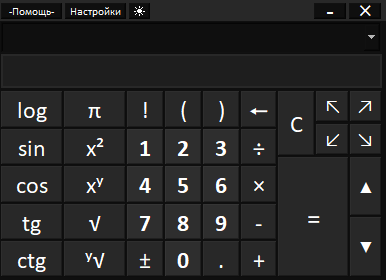 -Помощь- Настройки
log π ! ( ) ← C ↖ ↗
sin x² 1 2 3 ÷ ↙ ↘
cos xʸ 4 5 6 × = ▲
tg √ 7 8 9 -
ctg ʸ√ ± 0 . + ▼